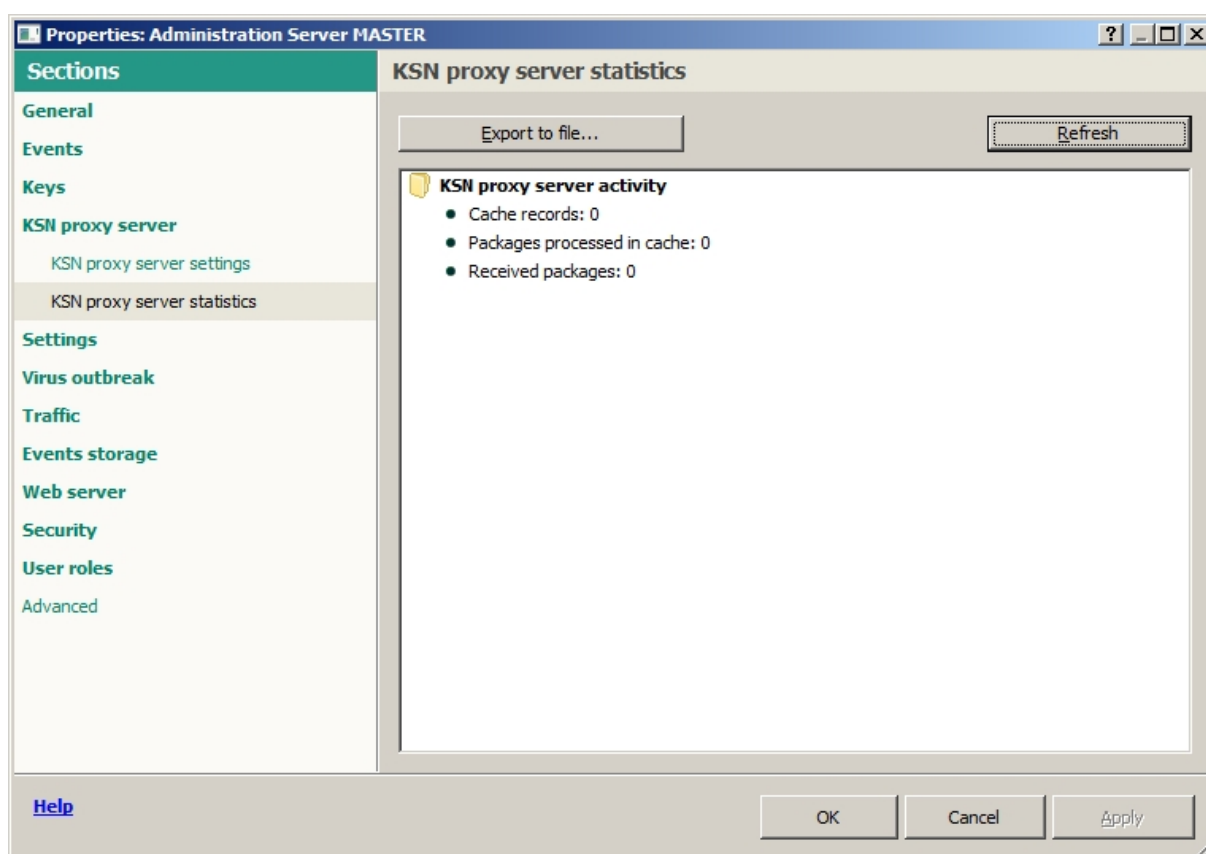 Properties: Administration Server MASTER
Sections
KSN proxy server statistics
General
Events
Keys
KSN proxy server
KSN proxy server settings
KSN proxy server statistics
Settings
Virus outbreak
Traffic
Events storage
Web server
Security
User roles
Advanced
Export to file...
Refresh
KSN proxy server activity
Cache records: 0
Packages processed in cache: 0
Received packages: 0
Help
OK
Cancel
Apply